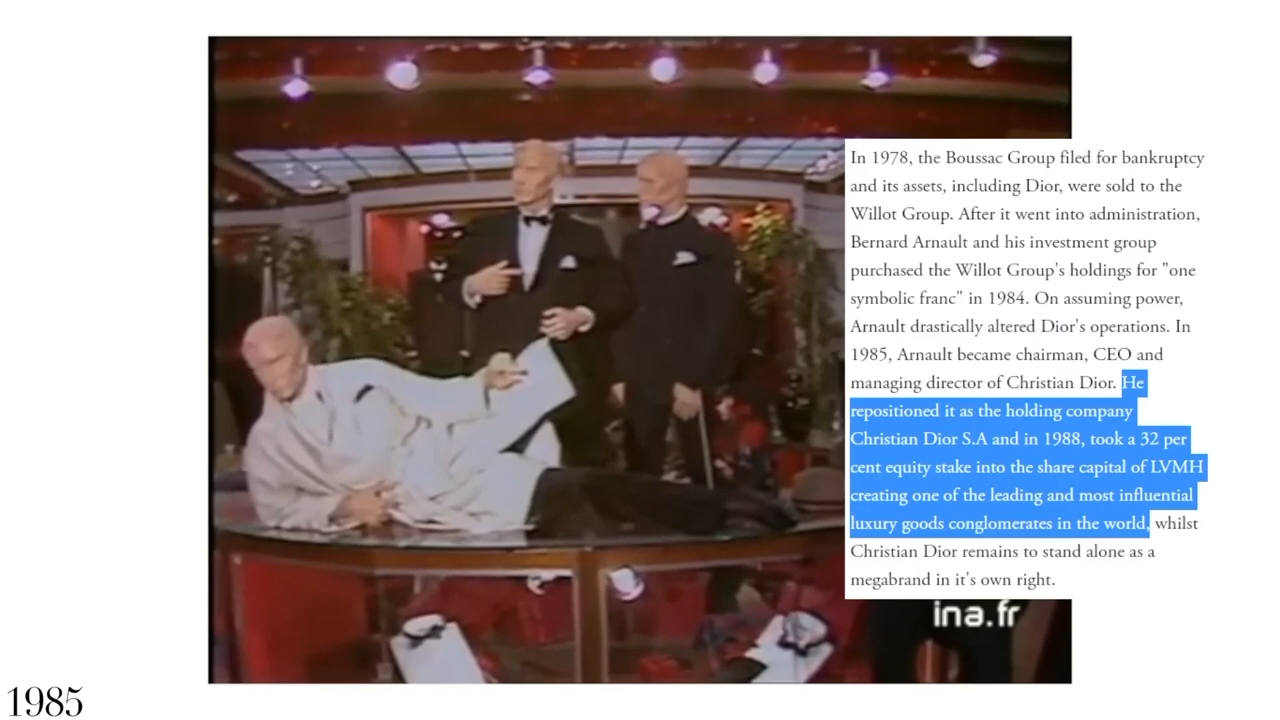 In 1978, the Boussac Group filed for bankruptcy
and its assets, including Dior, were sold to the
Willot Group. After it went into administration,
Bernard Arnault and his investment group
purchased the Willot Group's holdings for "one
symbolic franc" in 1984. On assuming power,
Arnault drastically altered Dior's operations. In
1985, Arnault became chairman, CEO and
managing director of Christian Dior. He
repositioned it as the holding company
Christian Dior S.A and in 1988, took a 32 per
cent equity stake into the share capital of LVMH
creating one of the leading and most influential
luxury goods conglomerates in the world, whilst
Christian Dior remains to stand alone as a
megabrand in it's own right.
ina.fr
1985